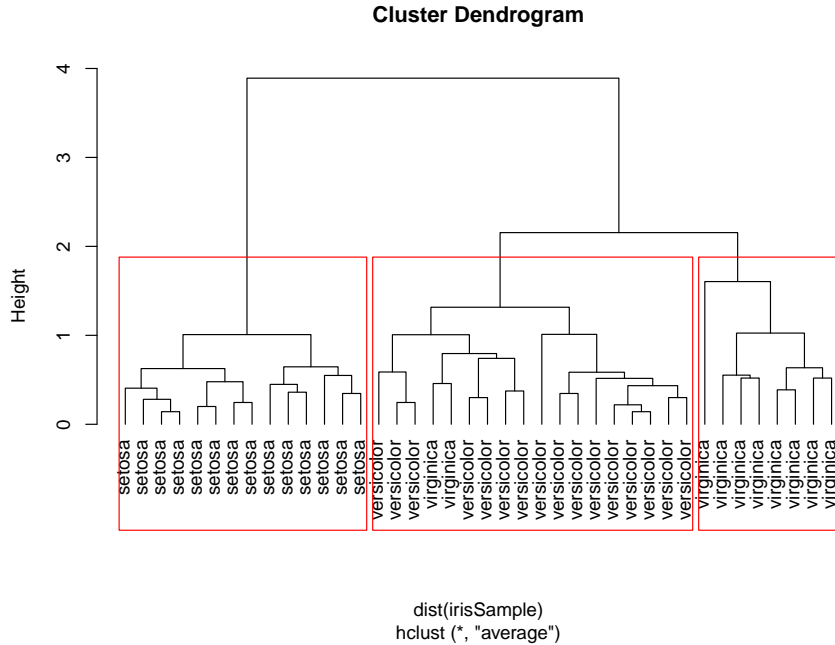 Cluster Dendrogram
4
3
2
1
0
Height
setosa
setosa
setosa
setosa
setosa
setosa
setosa
setosa
setosa
setosa
setosa
setosa
setosa
setosa
versicolor
versicolor
versicolor
virginica
virginica
versicolor
versicolor
versicolor
versicolor
versicolor
versicolor
versicolor
versicolor
versicolor
versicolor
versicolor
versicolor
versicolor
virginica
virginica
virginica
virginica
virginica
virginica
virginica
virginica
dist(irisSample)
hclust (*, "average")